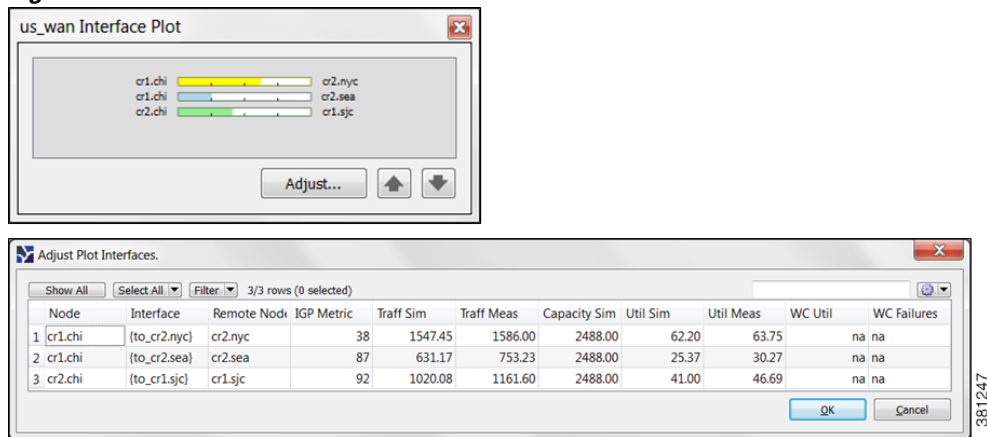 us_wan Interface Plot
cr1.chi cr2.nyc
cr1.chi cr2.sea
cr2.chi cr1.sjc
Adjust...
Adjust Plot Interfaces.
Show All Select All Filter 3/3 rows (0 selected)
Node Interface Remote Node IGP Metric Traff Sim Traff Meas Capacity Sim Util Sim Util Meas WC Util WC Failures
1 cr1.chi {to_cr2.nyc} cr2.nyc 38 1547.45 1586.00 2488.00 62.20 63.75 na na
2 cr1.chi {to_cr2.sea} cr2.sea 87 631.17 753.23 2488.00 25.37 30.27 na na
3 cr2.chi {to_cr1.sjc} cr1.sjc 92 1020.08 1161.60 2488.00 41.00 46.69 na na
OK Cancel
381247